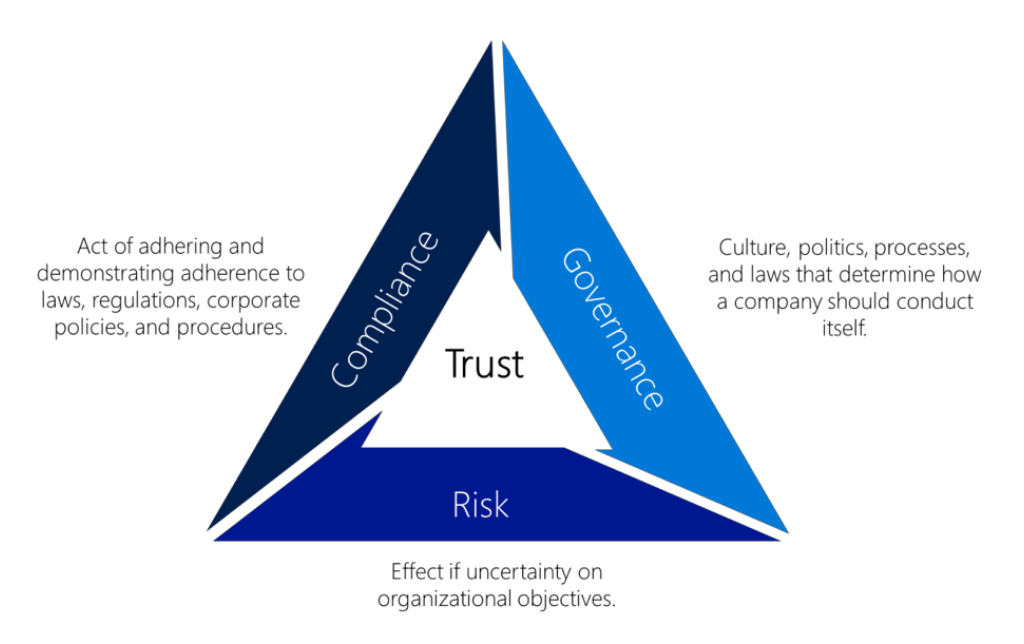 Act of adhering and
demonstrating adherence to
laws, regulations, corporate
policies, and procedures.
Compliance
Trust
Governance
Culture, politics, processes,
and laws that determine how
a company should conduct
itself.
Risk
Effect if uncertainty on
organizational objectives.